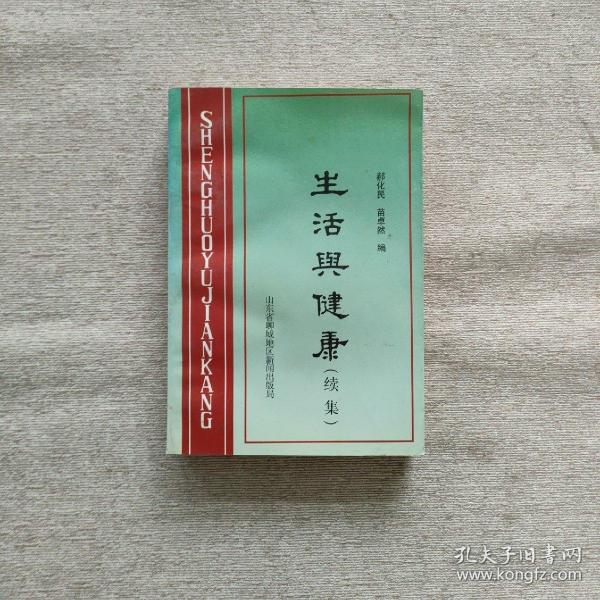 SHENGHUOYUJIANKANG
郝化民 苗卓然 编
生活與健康(续集)
山东省聊城地区新闻出版局
孔夫子旧书网
www.kongfz.com